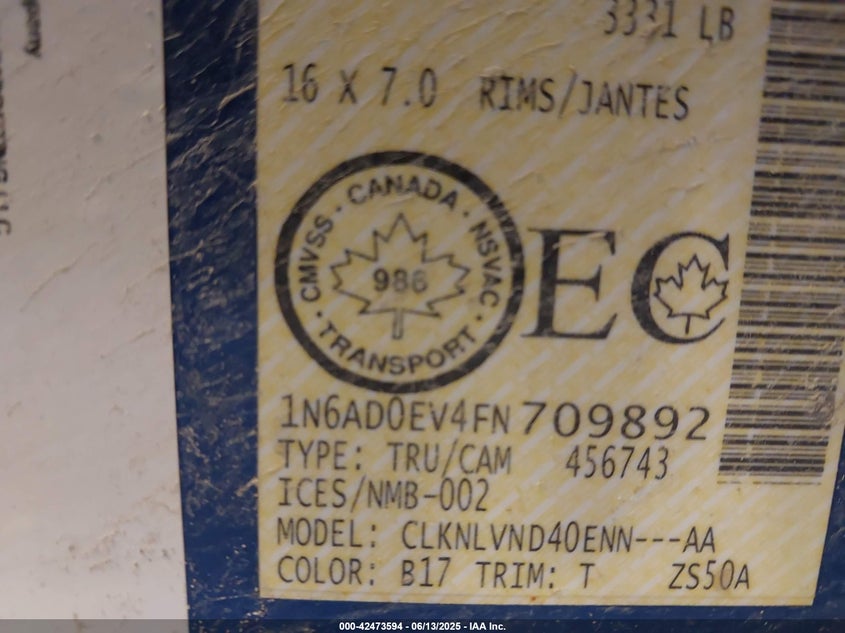 3331 LB
16 X 7.0 RIMS/JANTES
CMVSS · CANADA · NSVAC · TRANSPORT ·
986
EC
1N6AD0EV4FN709892
TYPE: TRU/CAM 456743
ICES/NMB-002
MODEL: CLKNLVND40ENN---AA
COLOR: B17 TRIM: T ZS50A
000-42473594 - 06/13/2025 - IAA Inc.